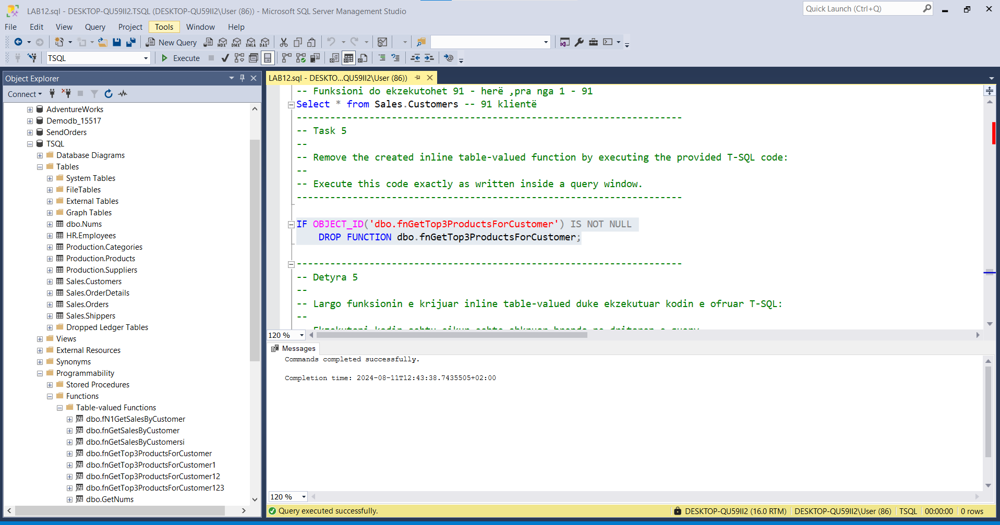 LAB12.sql - DESKTOP-QU59II2.TSQL (DESKTOP-QU59II2\User (86)) - Microsoft SQL Server Management Studio
Quick Launch (Ctrl+Q)
File Edit View Query Project Tools Window Help
New Query MDX DMX XMLA DAX
TSQL Execute
Object Explorer
Connect
AdventureWorks
Demodb_15517
SendOrders
TSQL
Database Diagrams
Tables
System Tables
FileTables
External Tables
Graph Tables
dbo.Nums
HR.Employees
Production.Categories
Production.Products
Production.Suppliers
Sales.Customers
Sales.OrderDetails
Sales.Orders
Sales.Shippers
Dropped Ledger Tables
Views
External Resources
Synonyms
Programmability
Stored Procedures
Functions
Table-valued Functions
dbo.fN1GetSalesByCustomer
dbo.fnGetSalesByCustomer
dbo.fnGetSalesByCustomersi
dbo.fnGetTop3ProductsForCustomer
dbo.fnGetTop3ProductsForCustomer1
dbo.fnGetTop3ProductsForCustomer12
dbo.fnGetTop3ProductsForCustomer123
dbo.GetNums
LAB12.sql - DESKTO...QU59II2\User (86))
-- Funksioni do ekzekutohet 91 - herë ,pra nga 1 - 91
Select * from Sales.Customers -- 91 klientë
---------------------------------------------------------------------
-- Task 5
--
-- Remove the created inline table-valued function by executing the provided T-SQL code:
--
-- Execute this code exactly as written inside a query window.
---------------------------------------------------------------------
IF OBJECT_ID('dbo.fnGetTop3ProductsForCustomer') IS NOT NULL
DROP FUNCTION dbo.fnGetTop3ProductsForCustomer;
---------------------------------------------------------------------
-- Detyra 5
--
-- Largo funksionin e krijuar inline table-valued duke ekzekutuar kodin e ofruar T-SQL:
--
120 %
Messages
Commands completed successfully.
Completion time: 2024-08-11T12:43:38.7435505+02:00
120 %
Query executed successfully.
DESKTOP-QU59II2 (16.0 RTM) DESKTOP-QU59II2\User (86) TSQL 00:00:00 0 rows